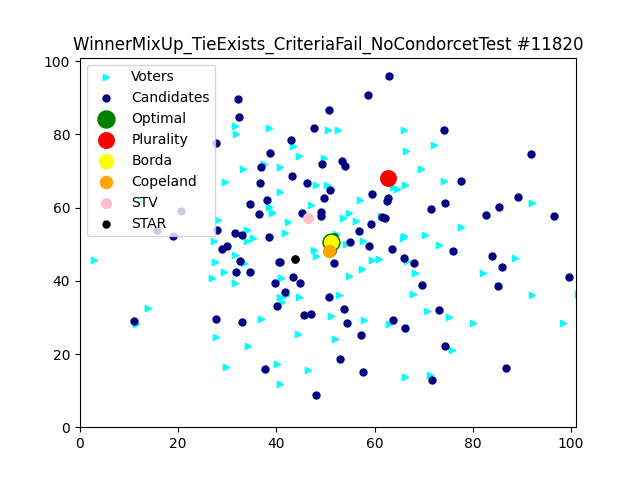 WinnerMixUp_TieExists_CriteriaFail_NoCondorcetTest #11820
100
80
60
40
20
0
0 20 40 60 80 100
Voters
Candidates
Optimal
Plurality
Borda
Copeland
STV
STAR